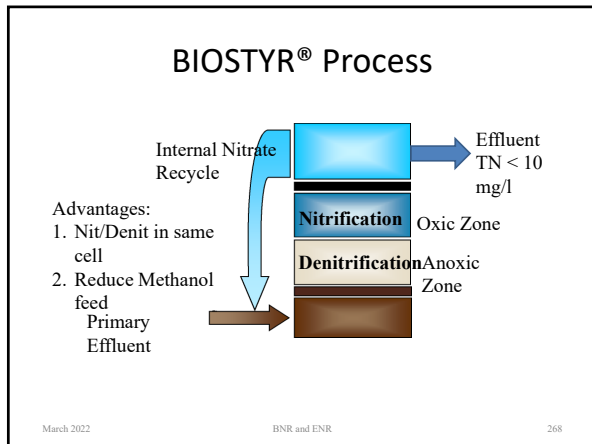 BIOSTYR® Process
Internal Nitrate
Recycle
Effluent
TN < 10
mg/l
Advantages:
1. Nit/Denit in same
cell
2. Reduce Methanol
feed
Nitrification
Oxic Zone
Denitrification
Anoxic
Zone
Primary
Effluent
March 2022
BNR and ENR
268